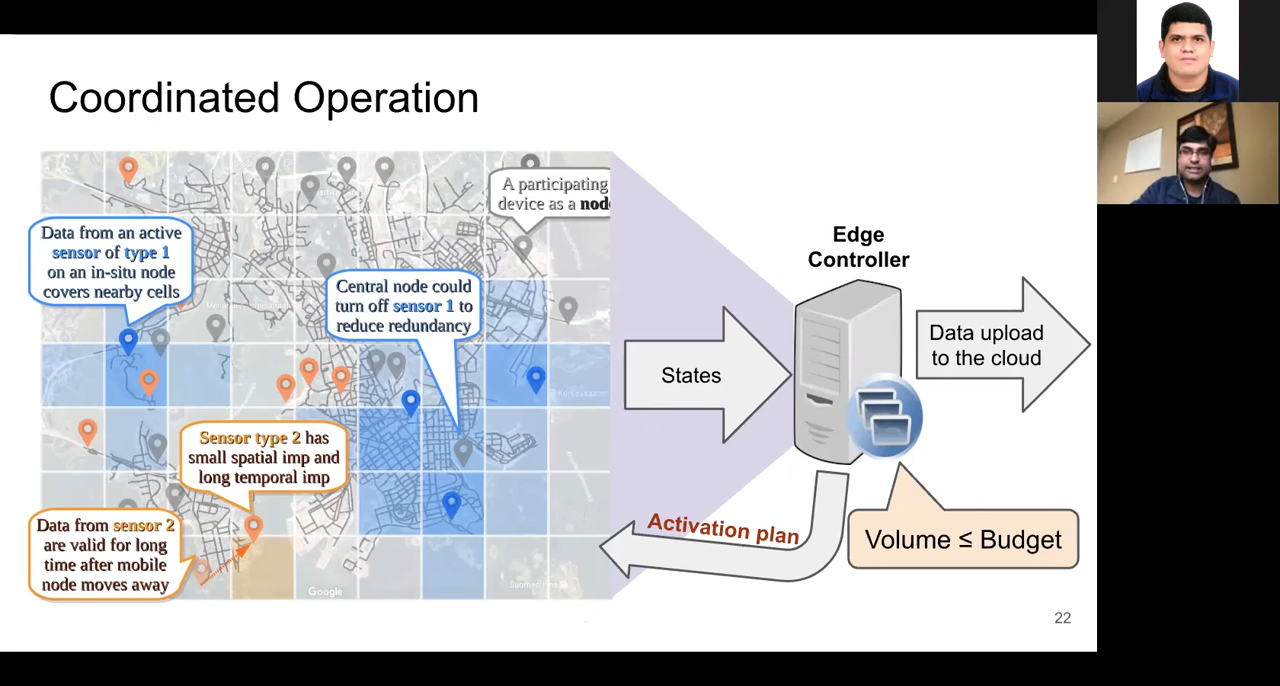 Coordinated Operation
A participating
device as a node
Data from an active
sensor of type 1
on an in-situ node
covers nearby cells
Central node could
turn off sensor 1 to
reduce redundancy
Sensor type 2 has
small spatial imp and
long temporal imp
Data from sensor 2
are valid for long
time after mobile
node moves away
Google
States
Edge
Controller
Data upload
to the cloud
Activation plan
Volume ≤ Budget
22